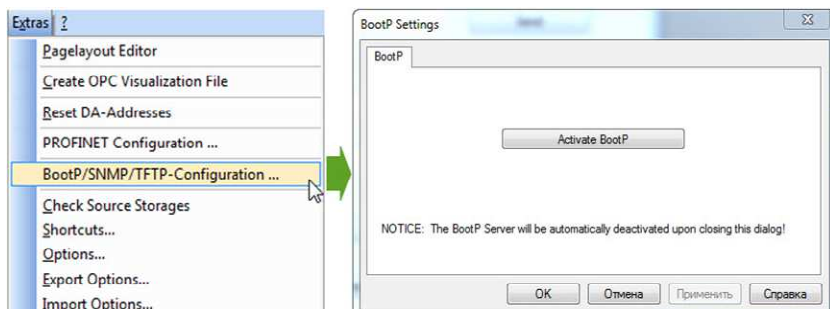 Extras ?
Pagelayout Editor
Create OPC Visualization File
Reset DA-Addresses
PROFINET Configuration ...
BootP/SNMP/TFTP-Configuration ...
Check Source Storages
Shortcuts...
Options...
Export Options...
Import Options...
BootP Settings
BootP
Activate BootP
NOTICE: The BootP Server will be automatically deactivated upon closing this dialog!
OK Отмена Применить Справка